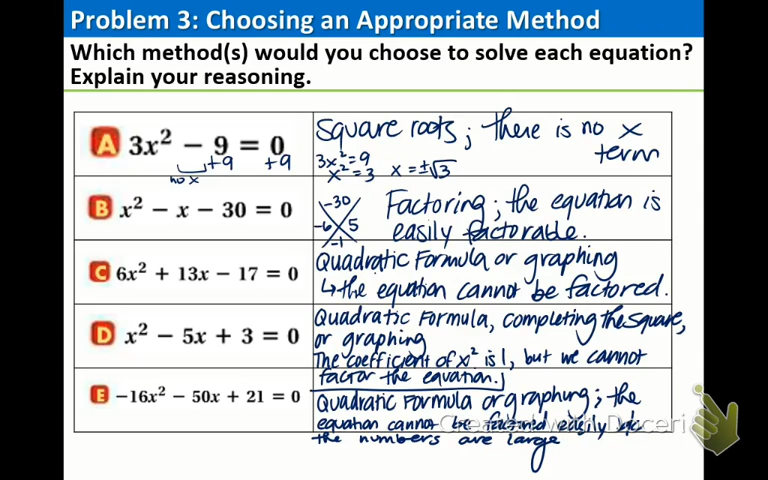 Problem 3: Choosing an Appropriate Method
Which method(s) would you choose to solve each equation?
Explain your reasoning.
A 3x² − 9 = 0
+9 +9
no x
Square roots; there is no x
term
3x² = 9
x² = 3 x = ±√3
B x² − x − 30 = 0
-30
-6 5
-1
Factoring; the equation is
easily factorable.
C 6x² + 13x − 17 = 0
Quadratic Formula or graphing
↳ the equation cannot be factored.
D x² − 5x + 3 = 0
Quadratic Formula, completing the square,
or graphing
The coefficient of x² is 1, but we cannot
factor the equation.
E −16x² − 50x + 21 = 0
Quadratic Formula or graphing; the
equation cannot be factored easily b/c
the numbers are large
Created with Doceri